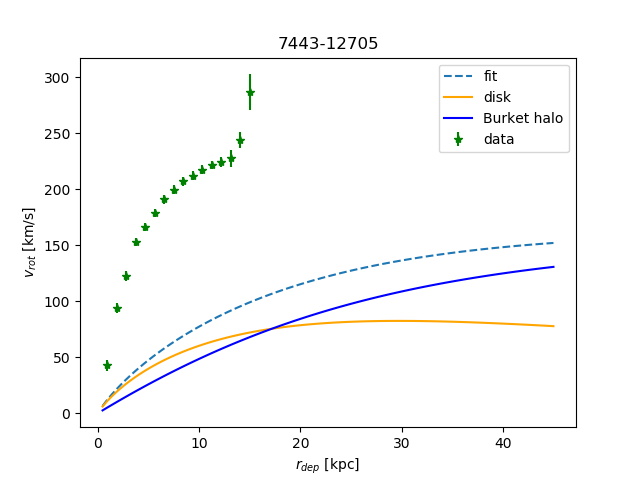 7443-12705
300
250
200
150
100
50
0
v_rot [km/s]
fit
disk
Burket halo
data
0 10 20 30 40
r_dep [kpc]